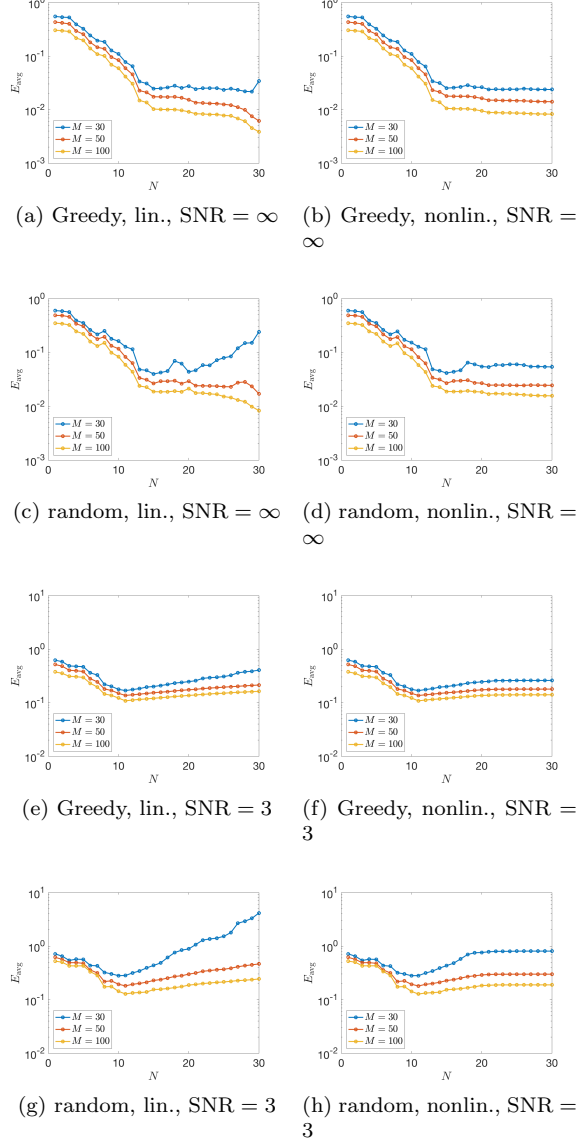 10^0
10^-1
10^-2
10^-3
E_avg
M = 30
M = 50
M = 100
0 10 20 30
N
10^0
10^-1
10^-2
10^-3
E_avg
M = 30
M = 50
M = 100
0 10 20 30
N
(a) Greedy, lin., SNR = ∞
(b) Greedy, nonlin., SNR =
∞
10^0
10^-1
10^-2
10^-3
E_avg
M = 30
M = 50
M = 100
0 10 20 30
N
10^0
10^-1
10^-2
10^-3
E_avg
M = 30
M = 50
M = 100
0 10 20 30
N
(c) random, lin., SNR = ∞
(d) random, nonlin., SNR =
∞
10^1
10^0
10^-1
10^-2
E_avg
M = 30
M = 50
M = 100
0 10 20 30
N
10^1
10^0
10^-1
10^-2
E_avg
M = 30
M = 50
M = 100
0 10 20 30
N
(e) Greedy, lin., SNR = 3
(f) Greedy, nonlin., SNR =
3
10^1
10^0
10^-1
10^-2
E_avg
M = 30
M = 50
M = 100
0 10 20 30
N
10^1
10^0
10^-1
10^-2
E_avg
M = 30
M = 50
M = 100
0 10 20 30
N
(g) random, lin., SNR = 3
(h) random, nonlin., SNR =
3